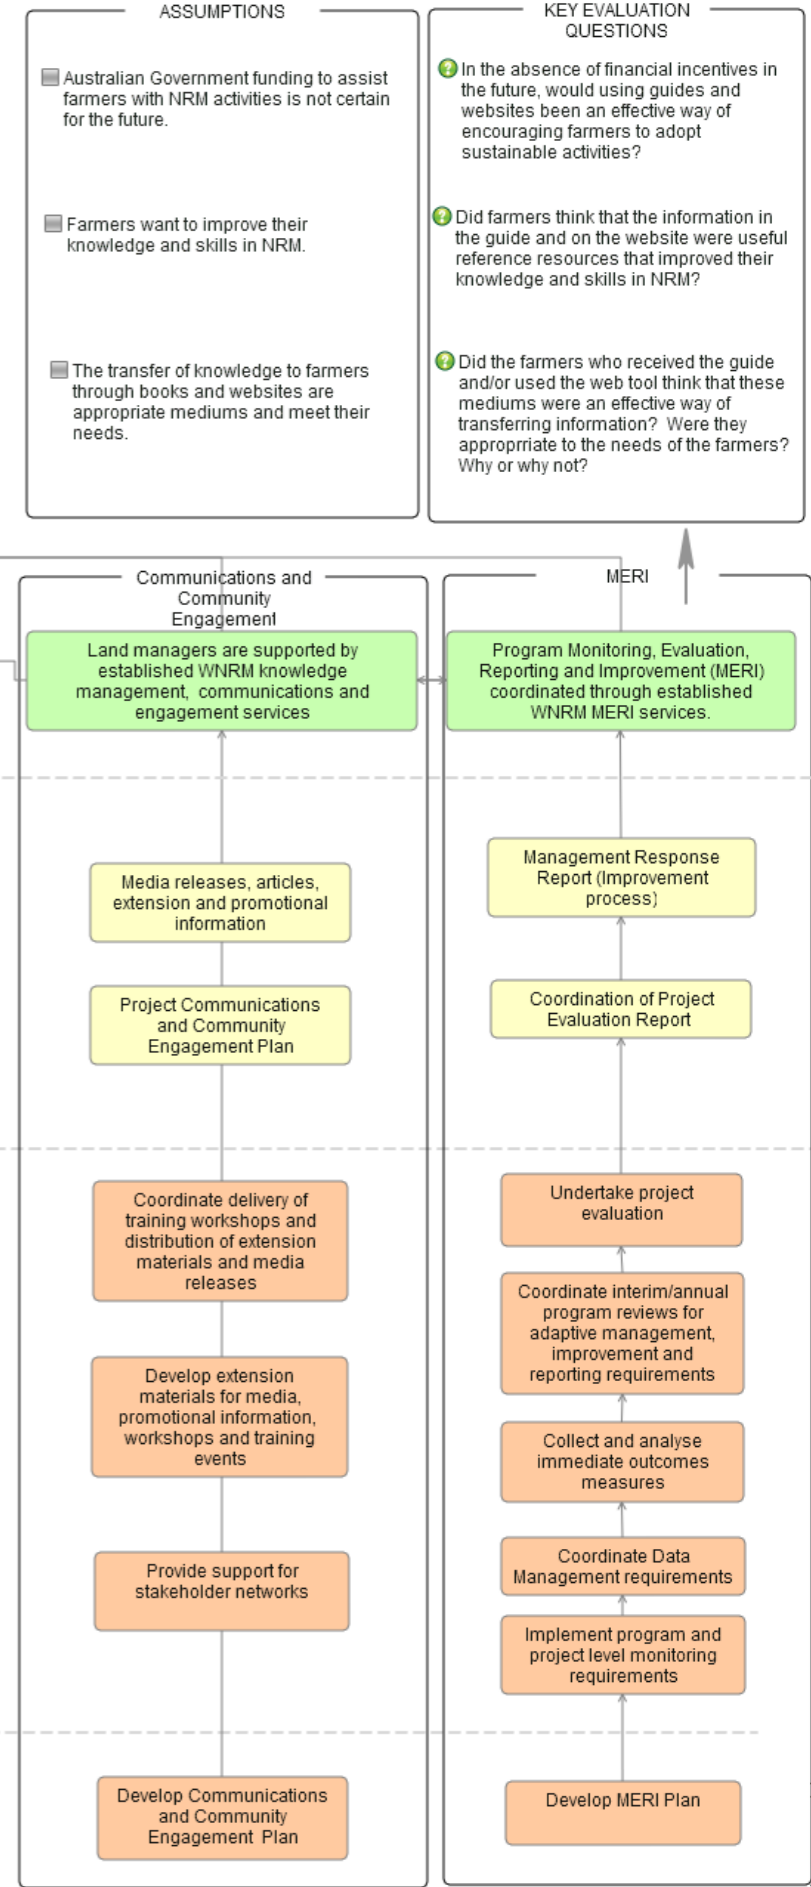 ASSUMPTIONS
Australian Government funding to assist
farmers with NRM activities is not certain
for the future.
Farmers want to improve their
knowledge and skills in NRM.
The transfer of knowledge to farmers
through books and websites are
appropriate mediums and meet their
needs.
KEY EVALUATION
QUESTIONS
In the absence of financial incentives in
the future, would using guides and
websites been an effective way of
encouraging farmers to adopt
sustainable activities?
Did farmers think that the information in
the guide and on the website were useful
reference resources that improved their
knowledge and skills in NRM?
Did the farmers who received the guide
and/or used the web tool think that these
mediums were an effective way of
transferring information?  Were they
approprriate to the needs of the farmers?
Why or why not?
Communications and
Community
Engagement
Land managers are supported by
established WNRM knowledge
management,  communications and
engagement services
Media releases, articles,
extension and promotional
information
Project Communications
and Community
Engagement Plan
Coordinate delivery of
training workshops and
distribution of extension
materials and media
releases
Develop extension
materials for media,
promotional information,
workshops and training
events
Provide support for
stakeholder networks
Develop Communications
and Community
Engagement  Plan
MERI
Program Monitoring, Evaluation,
Reporting and Improvement (MERI)
coordinated through established
WNRM MERI services.
Management Response
Report (Improvement
process)
Coordination of Project
Evaluation Report
Undertake project
evaluation
Coordinate interim/annual
program reviews for
adaptive management,
improvement and
reporting requirements
Collect and analyse
immediate outcomes
measures
Coordinate Data
Management requirements
Implement program and
project level monitoring
requirements
Develop MERI Plan